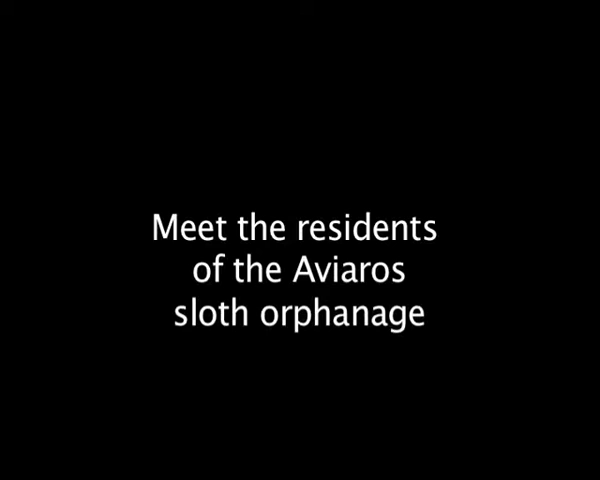 Meet the residents
of the Aviaros
sloth orphanage